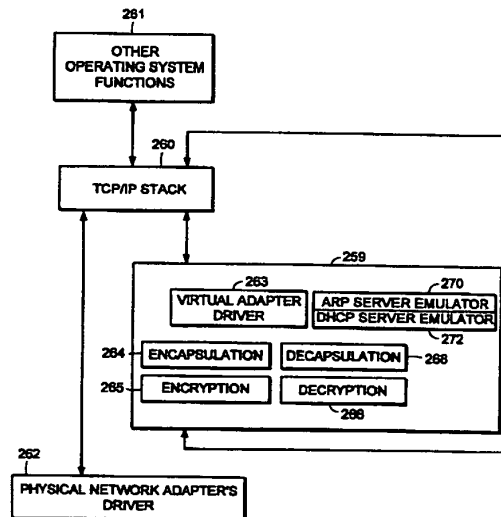 261
OTHER
OPERATING SYSTEM
FUNCTIONS
260
TCP/IP STACK
259
263
VIRTUAL ADAPTER
DRIVER
270
ARP SERVER EMULATOR
DHCP SERVER EMULATOR
272
264
ENCAPSULATION
DECAPSULATION
268
265
ENCRYPTION
DECRYPTION
266
262
PHYSICAL NETWORK ADAPTER'S
DRIVER